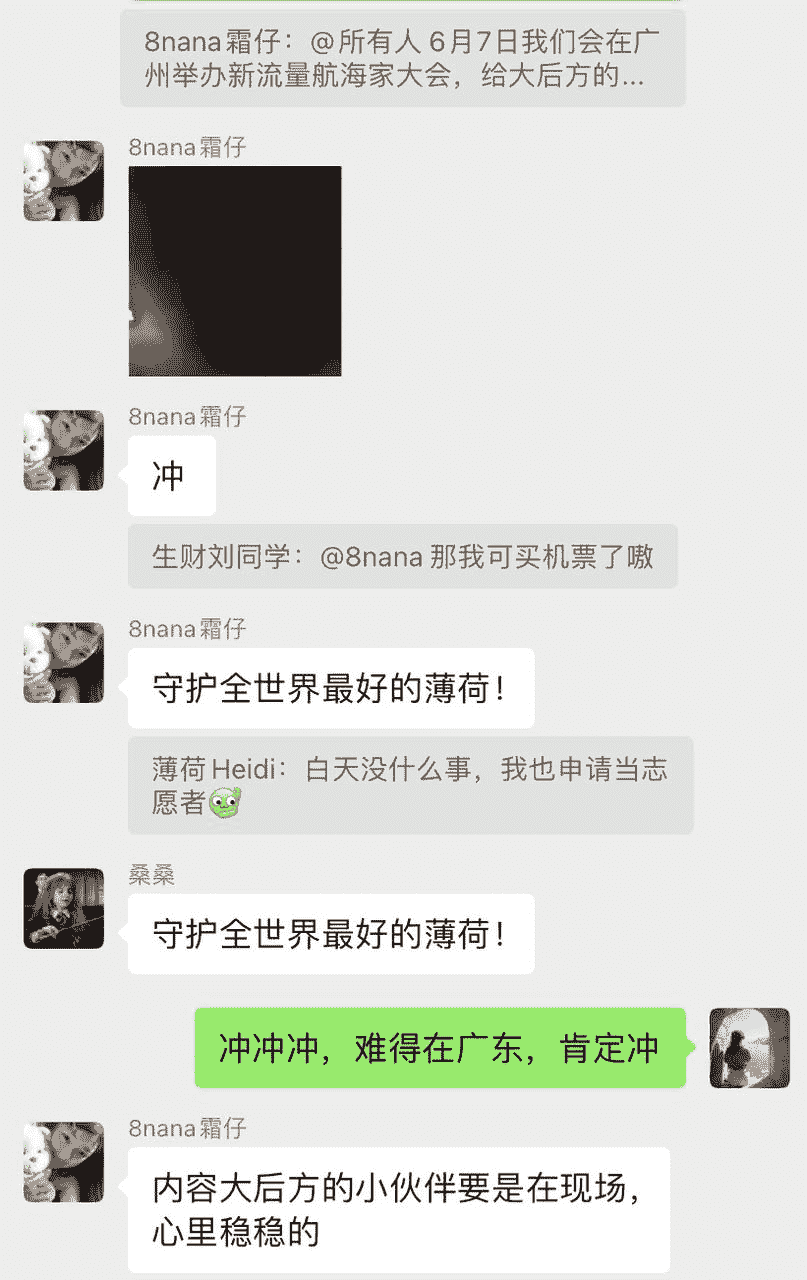 8nana霜仔：@所有人 6月7日我们会在广
州举办新流量航海家大会，给大后方的...
8nana霜仔
8nana霜仔
冲
生财刘同学：@8nana 那我可买机票了嗷
8nana霜仔
守护全世界最好的薄荷！
薄荷Heidi：白天没什么事，我也申请当志
愿者
桑桑
守护全世界最好的薄荷！
冲冲冲，难得在广东，肯定冲
8nana霜仔
内容大后方的小伙伴要是在现场，
心里稳稳的